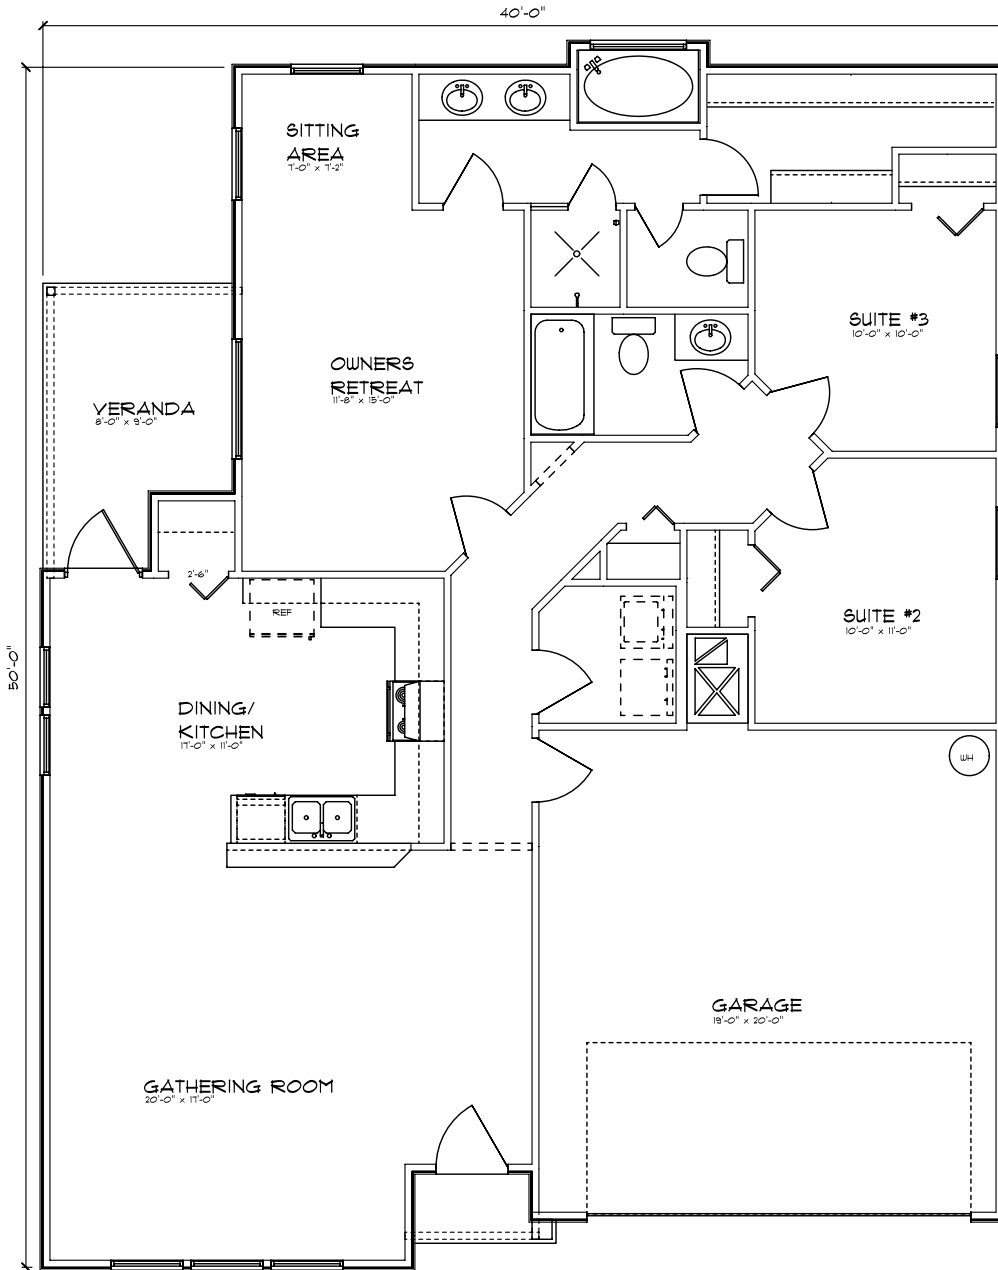 40'-0"
SITTING
AREA
7'-0" x 7'-2"
SUITE #3
10'-0" x 10'-0"
OWNERS
RETREAT
11'-8" x 15'-0"
VERANDA
8'-0" x 9'-0"
2'-6"
REF
SUITE #2
10'-0" x 11'-0"
50'-0"
DINING/
KITCHEN
17'-0" x 11'-0"
WH
GARAGE
19'-0" x 20'-0"
GATHERING ROOM
20'-0" x 17'-0"